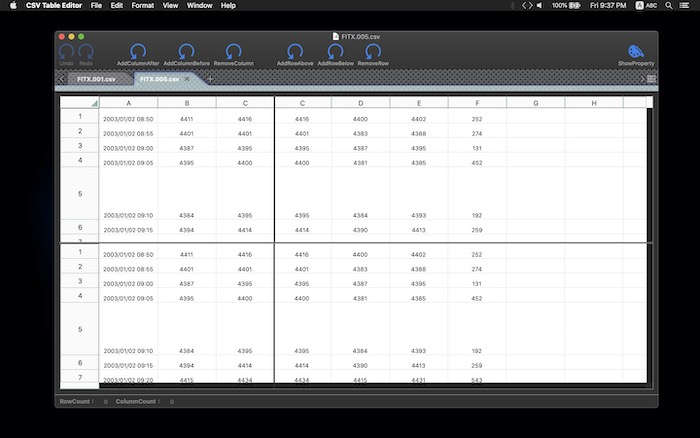 CSV Table Editor File Edit Format View Window Help 100% Fri 9:37 PM A ABC
FITX.005.csv
Undo Redo AddColumnAfter AddColumnBefore RemoveColumn AddRowAbove AddRowBelow RemoveRow ShowProperty
FITX.001.csv FITX.005.csv × +
A B C C D E F G H
1 2003/01/02 08:50 4411 4416 4416 4400 4402 252
2 2003/01/02 08:55 4401 4401 4401 4383 4388 274
3 2003/01/02 09:00 4387 4395 4395 4387 4395 131
4 2003/01/02 09:05 4395 4400 4400 4381 4385 452
5 2003/01/02 09:10 4384 4395 4395 4384 4393 192
6 2003/01/02 09:15 4394 4414 4414 4390 4413 259
7
1 2003/01/02 08:50 4411 4416 4416 4400 4402 252
2 2003/01/02 08:55 4401 4401 4401 4383 4388 274
3 2003/01/02 09:00 4387 4395 4395 4387 4395 131
4 2003/01/02 09:05 4395 4400 4400 4381 4385 452
5 2003/01/02 09:10 4384 4395 4395 4384 4393 192
6 2003/01/02 09:15 4394 4414 4414 4390 4413 259
7 2003/01/02 09:20 4415 4434 4434 4415 4431 543
RowCount : 0 ColunmCount : 0